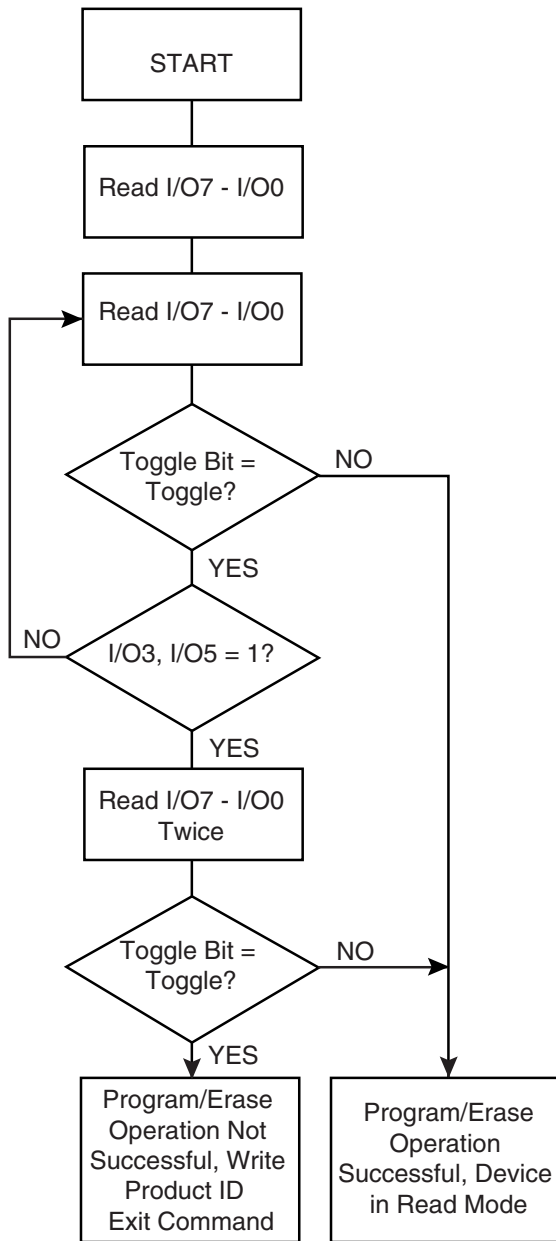 START
Read I/O7 - I/O0
Read I/O7 - I/O0
Toggle Bit =
Toggle?
NO
YES
NO
I/O3, I/O5 = 1?
YES
Read I/O7 - I/O0
Twice
Toggle Bit =
Toggle?
NO
YES
Program/Erase
Operation Not
Successful, Write
Product ID
Exit Command
Program/Erase
Operation
Successful, Device
in Read Mode